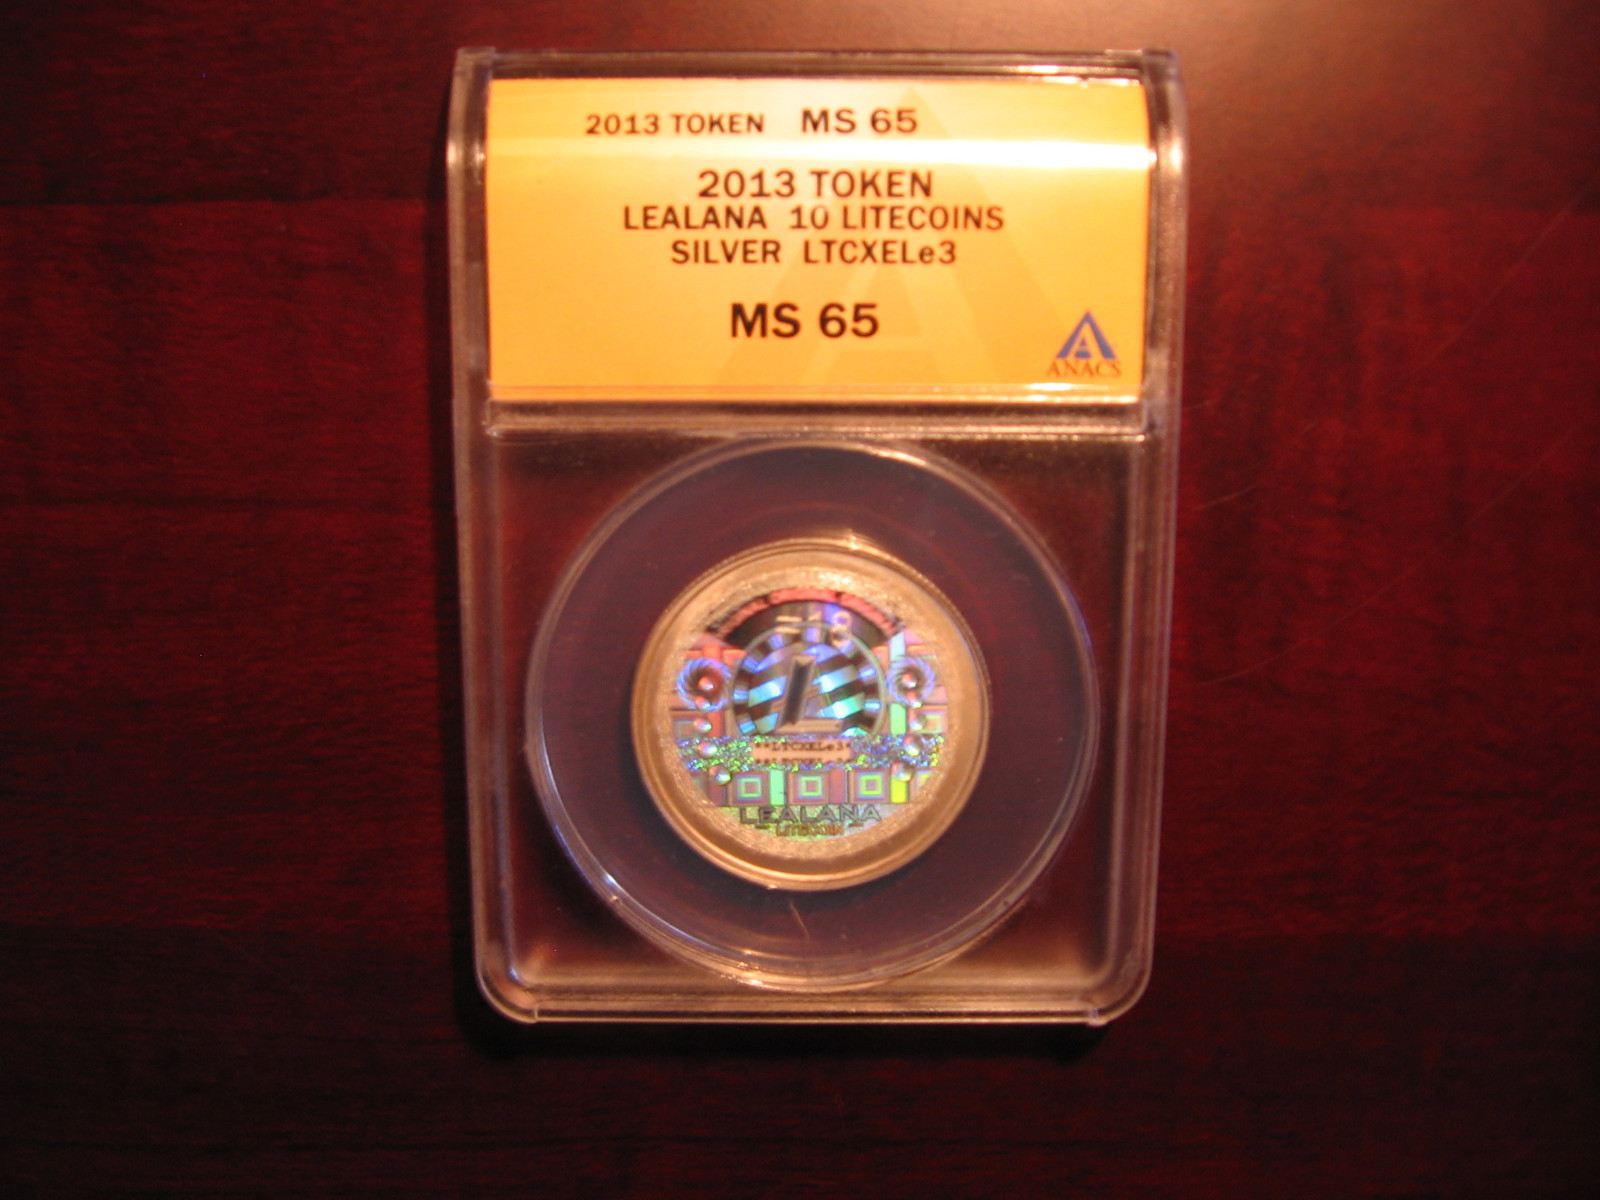 2013 TOKEN MS 65
2013 TOKEN
LEALANA 10 LITECOINS
SILVER LTCXELe3
MS 65
ANACS
Ł
**LTCXELe3*
LEALANA
LITECOIN